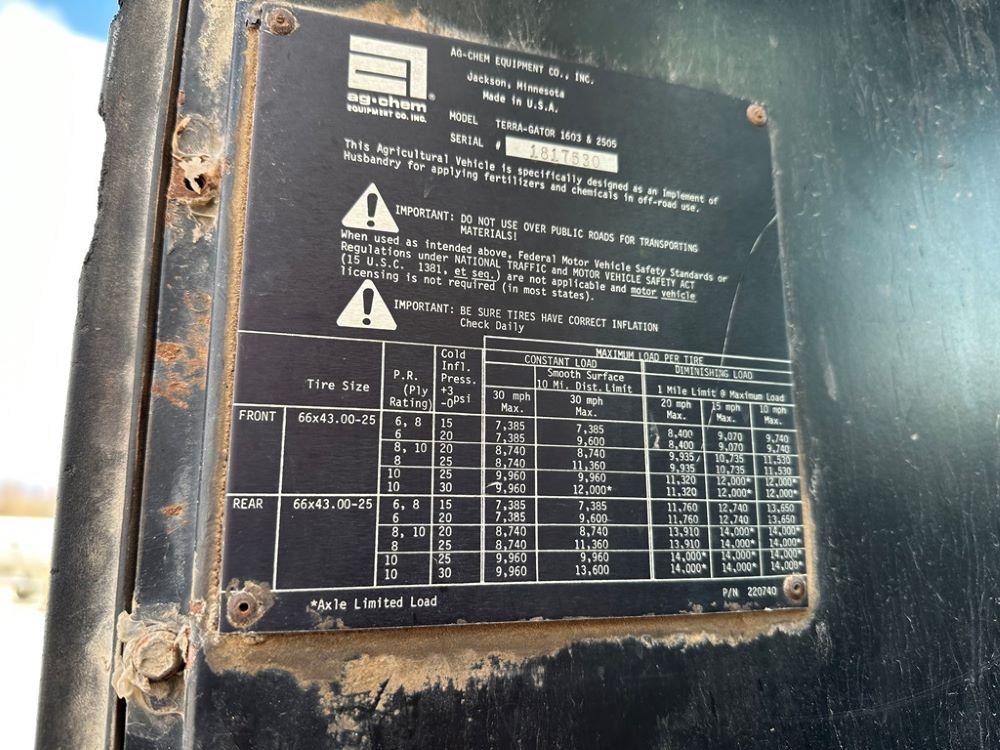 ag·chem®
EQUIPMENT CO. INC.
AG-CHEM EQUIPMENT CO., INC.
Jackson, Minnesota
Made in U.S.A.
MODEL TERRA-GATOR 1603 & 2505
SERIAL # 1817530
This Agricultural Vehicle is specifically designed as an Implement of
Husbandry for applying fertilizers and chemicals in off-road use.
! IMPORTANT: DO NOT USE OVER PUBLIC ROADS FOR TRANSPORTING
MATERIALS!
When used as intended above, Federal Motor Vehicle Safety Standards or
Regulations under NATIONAL TRAFFIC and MOTOR VEHICLE SAFETY ACT
(15 U.S.C. 1381, et seq.) are not applicable and motor vehicle
licensing is not required (in most states).
! IMPORTANT: BE SURE TIRES HAVE CORRECT INFLATION
Check Daily
MAXIMUM LOAD PER TIRE
CONSTANT LOAD DIMINISHING LOAD
Tire Size
P.R.
(Ply
Rating)
Cold
Infl.
Press.
+3
-0psi
Smooth Surface
10 Mi. Dist. Limit
1 Mile Limit @ Maximum Load
30 mph 30 mph 20 mph 15 mph 10 mph
Max. Max. Max. Max. Max.
FRONT 66x43.00-25 6, 8 15 7,385 7,385 8,400 9,070 9,740
6 20 7,385 9,600 8,400 9,070 9,740
8, 10 20 8,740 8,740 9,935 10,735 11,530
8 25 8,740 11,360 9,935 10,735 11,530
10 25 9,960 9,960 11,320 12,000* 12,000*
10 30 9,960 12,000* 11,320 12,000* 12,000*
REAR 66x43.00-25 6, 8 15 7,385 7,385 11,760 12,740 13,650
6 20 7,385 9,600 11,760 12,740 13,650
8, 10 20 8,740 8,740 13,910 14,000* 14,000*
8 25 8,740 11,360 13,910 14,000* 14,000*
10 25 9,960 9,960 14,000* 14,000* 14,000*
10 30 9,960 13,600 14,000* 14,000* 14,000*
*Axle Limited Load
P/N 220740